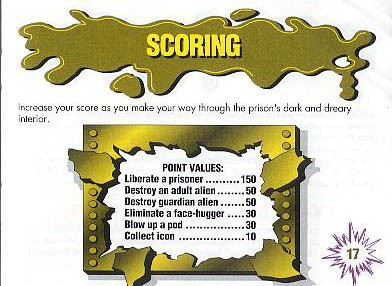 SCORING
Increase your score as you make your way through the prison's dark and dreary
interior.
POINT VALUES:
Liberate a prisoner .........150
Destroy an adult alien .......50
Destroy guardian alien ......50
Eliminate a face-hugger .....30
Blow up a pod .................30
Collect icon ....................10
17